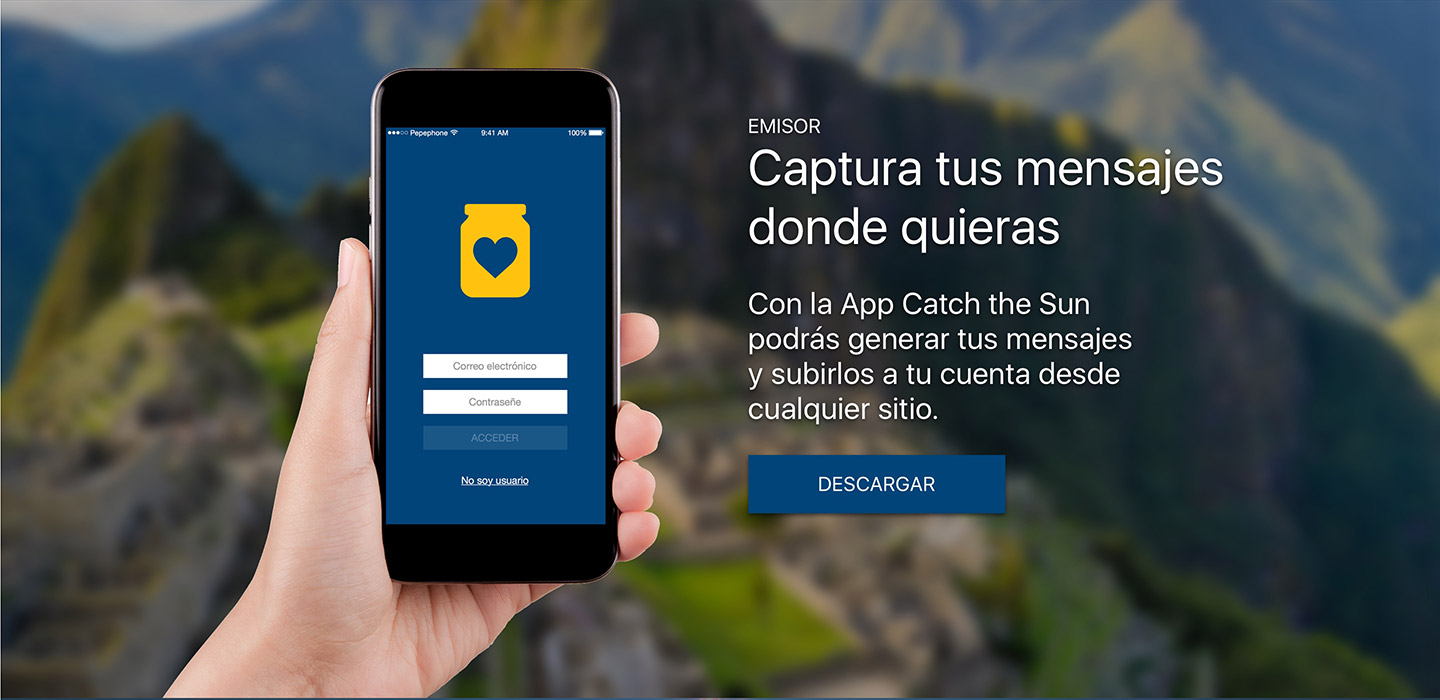 Pepephone 9:41 AM 100%
Correo electrónico
Contraseñe
ACCEDER
No soy usuario
EMISOR
Captura tus mensajes
donde quieras
Con la App Catch the Sun
podrás generar tus mensajes
y subirlos a tu cuenta desde
cualquier sitio.
DESCARGAR